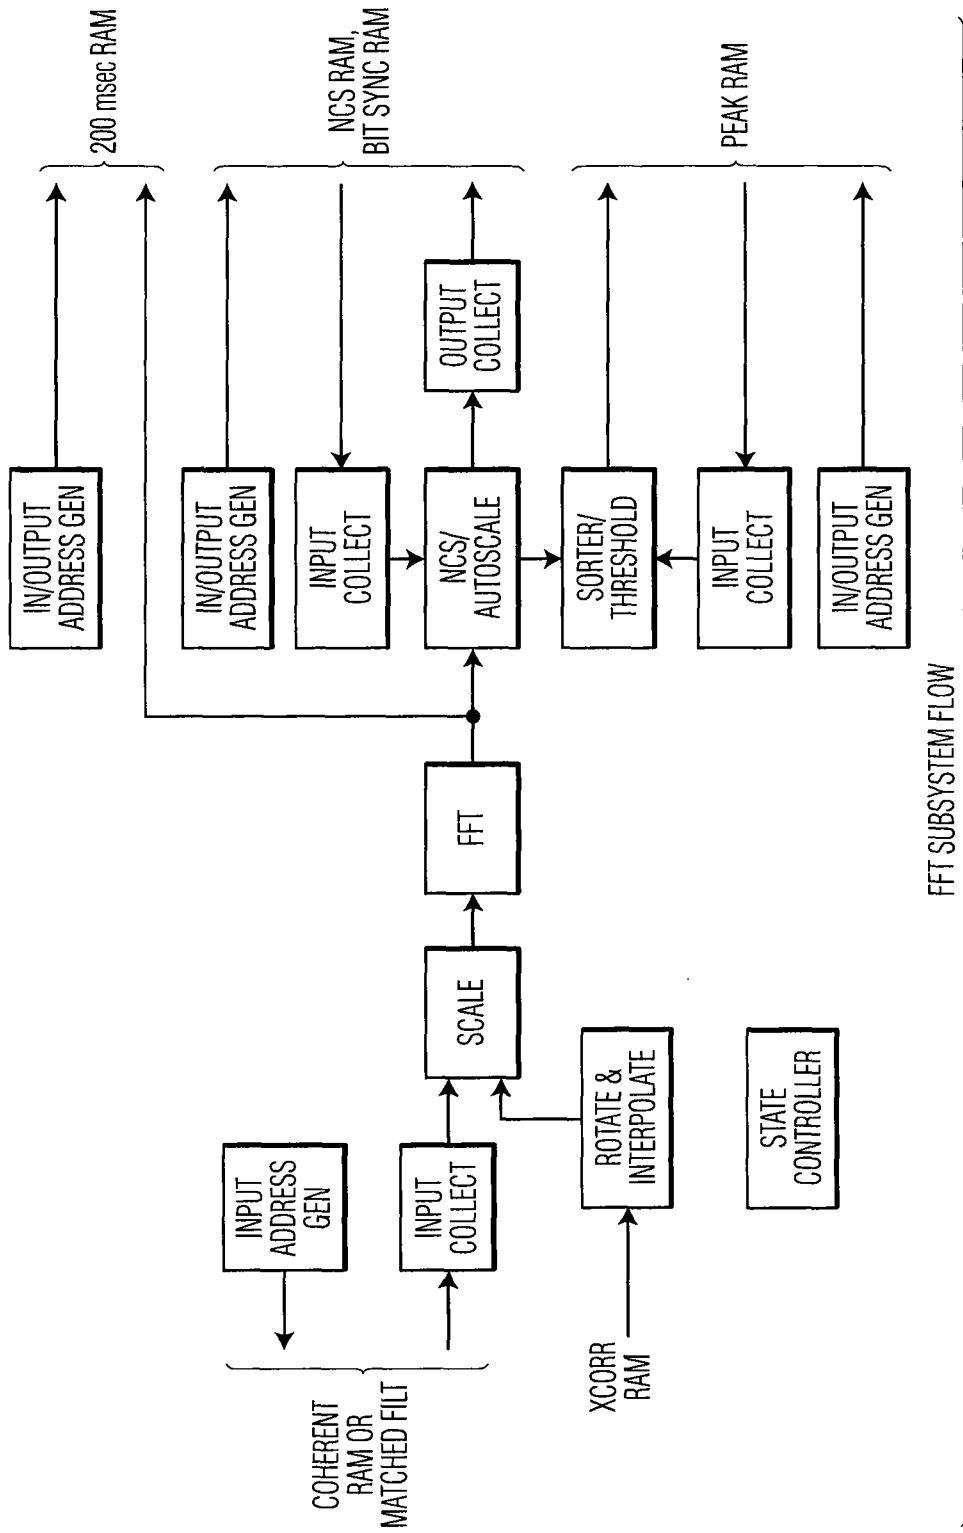 COHERENT
RAM OR
MATCHED FILT
XCORR
RAM
INPUT
ADDRESS
GEN
INPUT
COLLECT
ROTATE &
INTERPOLATE
STATE
CONTROLLER
SCALE
FFT
IN/OUTPUT
ADDRESS GEN
IN/OUTPUT
ADDRESS GEN
INPUT
COLLECT
NCS/
AUTOSCALE
SORTER/
THRESHOLD
INPUT
COLLECT
IN/OUTPUT
ADDRESS GEN
OUTPUT
COLLECT
200 msec RAM
NCS RAM,
BIT SYNC RAM
PEAK RAM
FFT SUBSYSTEM FLOW